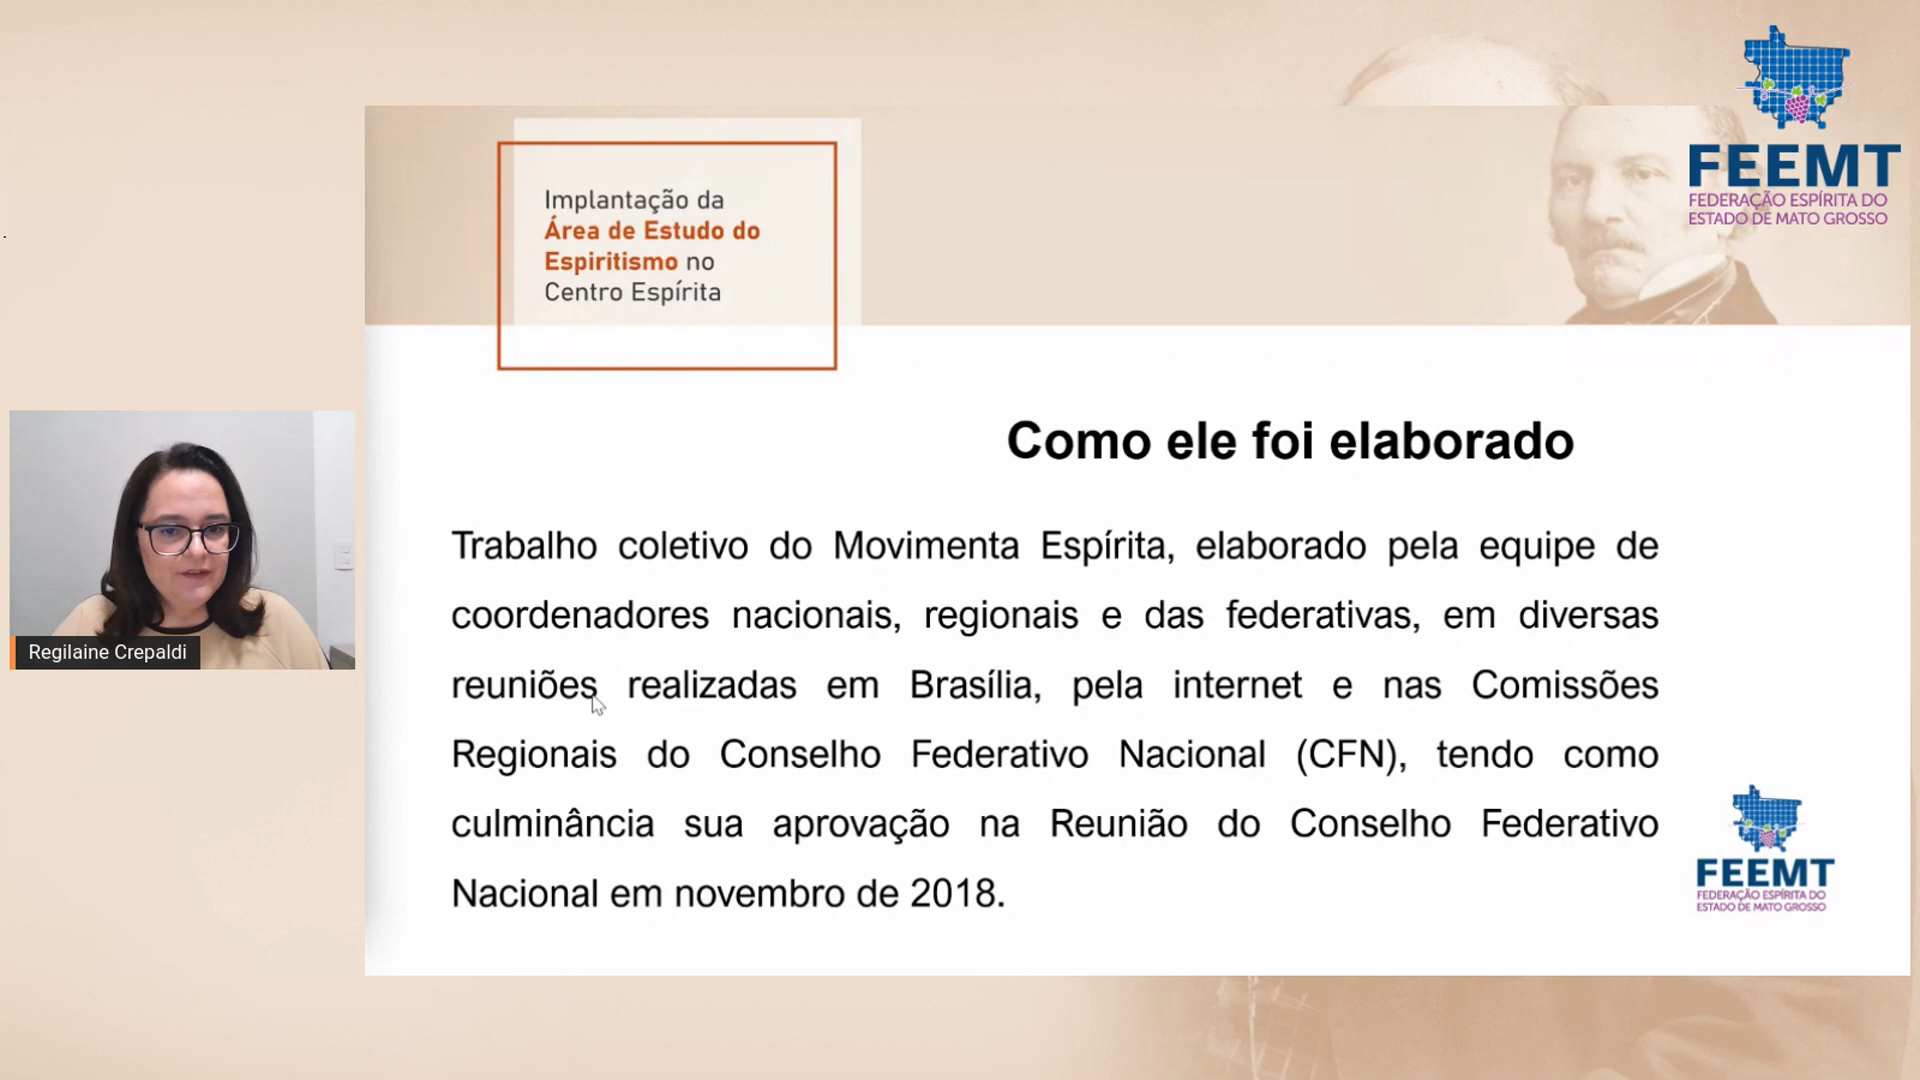 FEEMT
FEDERAÇÃO ESPÍRITA DO
ESTADO DE MATO GROSSO
Implantação da
Área de Estudo do
Espiritismo no
Centro Espírita
Como ele foi elaborado
Trabalho coletivo do Movimenta Espírita, elaborado pela equipe de
coordenadores nacionais, regionais e das federativas, em diversas
reuniões realizadas em Brasília, pela internet e nas Comissões
Regionais do Conselho Federativo Nacional (CFN), tendo como
culminância sua aprovação na Reunião do Conselho Federativo
Nacional em novembro de 2018.
Regilaine Crepaldi
FEEMT
FEDERAÇÃO ESPÍRITA DO
ESTADO DE MATO GROSSO